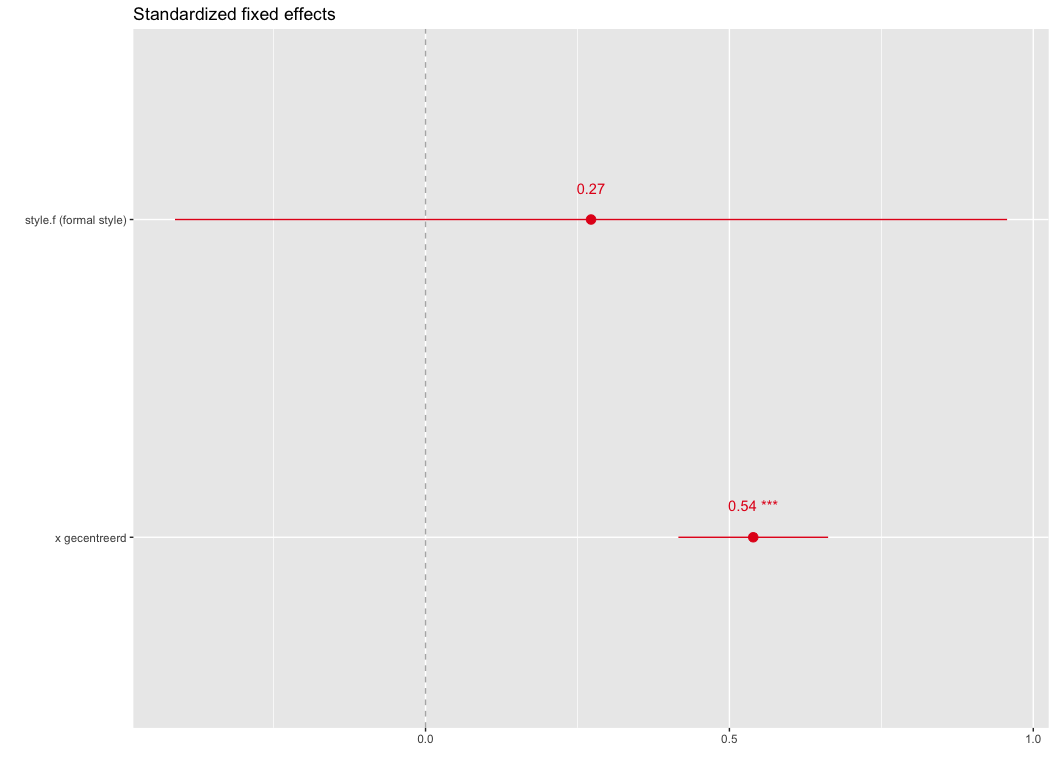 Standardized fixed effects
0.27
style.f (formal style)
0.54 ***
x gecentreerd
0.0
0.5
1.0